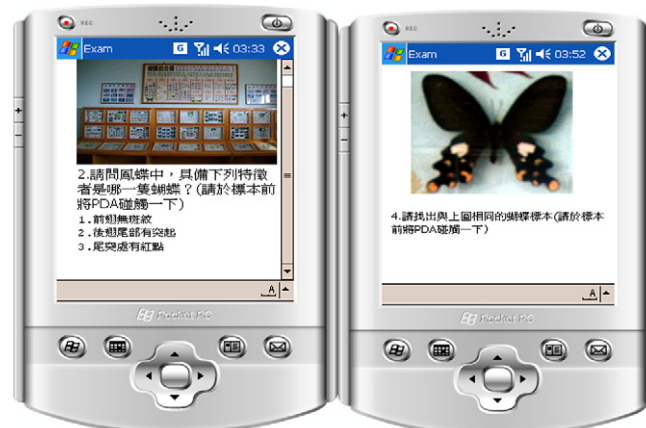 REC
Exam
G
03:33
2.請問鳳蝶中，具備下列特徵
者是哪一隻蝴蝶？(請於標本前
將PDA碰觸一下)
1.前翅無斑紋
2.後翅尾部有突起
3.尾突處有紅點
A
Pocket PC
REC
Exam
G
03:52
4.請找出與上圖相同的蝴蝶標本(請於標本
前將PDA碰觸一下)
A
Pocket PC